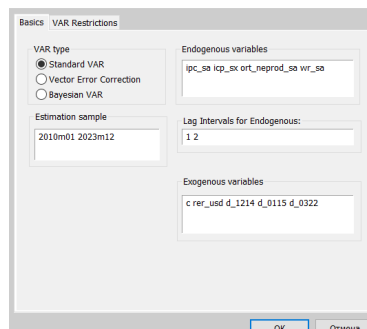 Basics VAR Restrictions
VAR type
Standard VAR
Vector Error Correction
Bayesian VAR
Estimation sample
2010m01 2023m12
Endogenous variables
ipc_sa icp_sx ort_neprod_sa wr_sa
Lag Intervals for Endogenous:
1 2
Exogenous variables
c rer_usd d_1214 d_0115 d_0322
OK Отмена